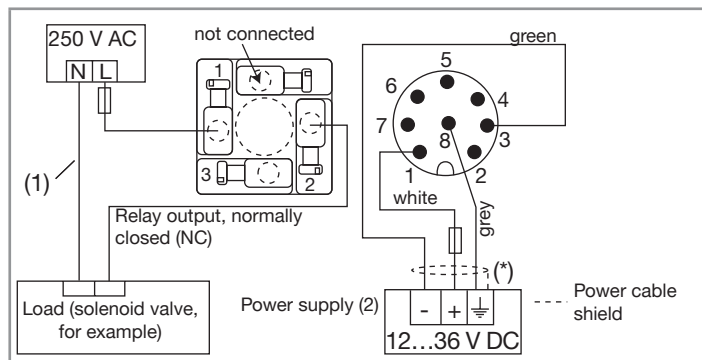 250 V AC
N L
not connected
1
2
3
green
5
6
4
7
8
3
1
2
white
grey
(1)
Relay output, normally
closed (NC)
(*)
Load (solenoid valve,
for example)
Power supply (2)
- +
12…36 V DC
Power cable
shield